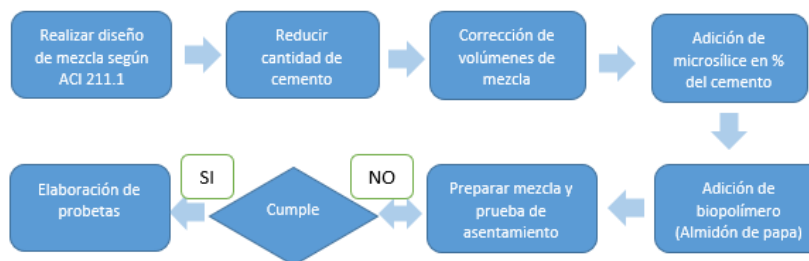 Realizar diseño
de mezcla según
ACI 211.1
Reducir
cantidad de
cemento
Corrección de
volúmenes de
mezcla
Adición de
microsílice en %
del cemento
Elaboración de
probetas
SI
Cumple
NO
Preparar mezcla y
prueba de
asentamiento
Adición de
biopolímero
(Almidón de papa)